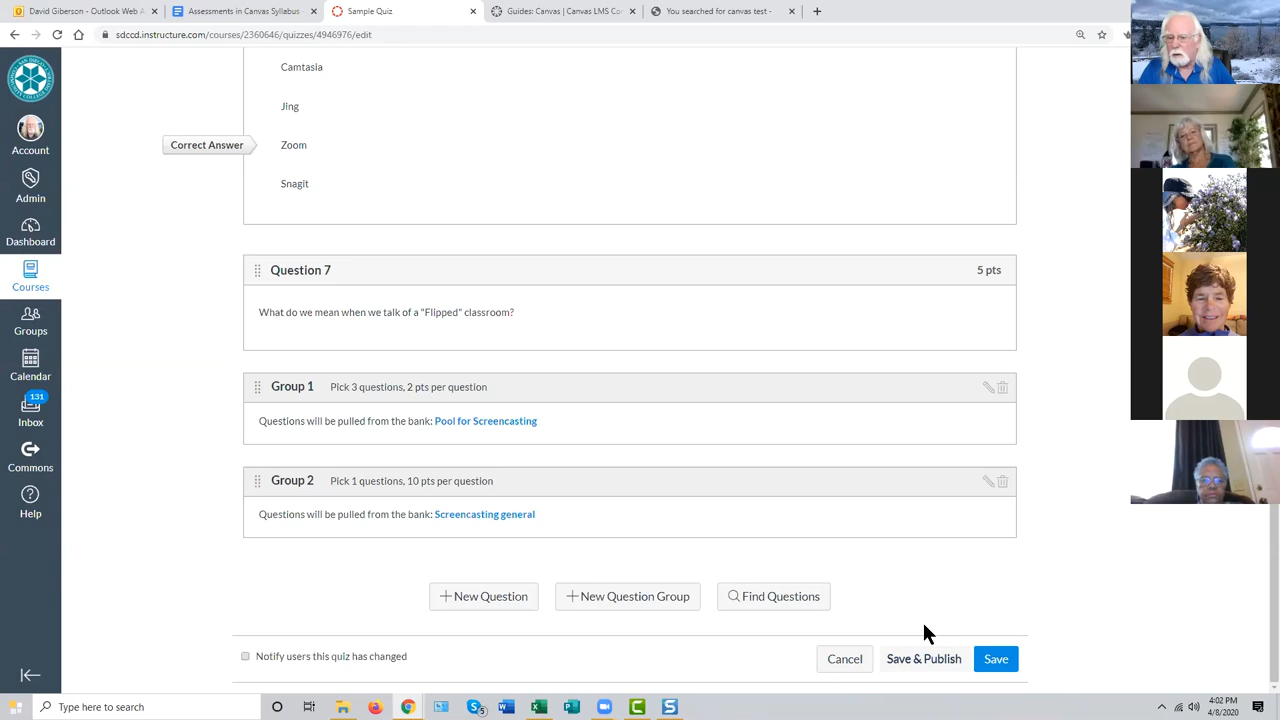 David Giberson - Outlook Web A
Assessments in Canvas Syllabus
Sample Quiz
Guides: Canvas | Canvas LMS Co
You searched for canvas test -
sdccd.instructure.com/courses/2360646/quizzes/4946976/edit
Account
Admin
Dashboard
Courses
Groups
Calendar
131
Inbox
Commons
Help
Camtasia
Jing
Correct Answer
Zoom
Snagit
Question 7
5 pts
What do we mean when we talk of a "Flipped" classroom?
Group 1 Pick 3 questions, 2 pts per question
Questions will be pulled from the bank: Pool for Screencasting
Group 2 Pick 1 questions, 10 pts per question
Questions will be pulled from the bank: Screencasting general
New Question
New Question Group
Find Questions
Notify users this quiz has changed
Cancel
Save & Publish
Save
Type here to search
5
4:02 PM
4/8/2020